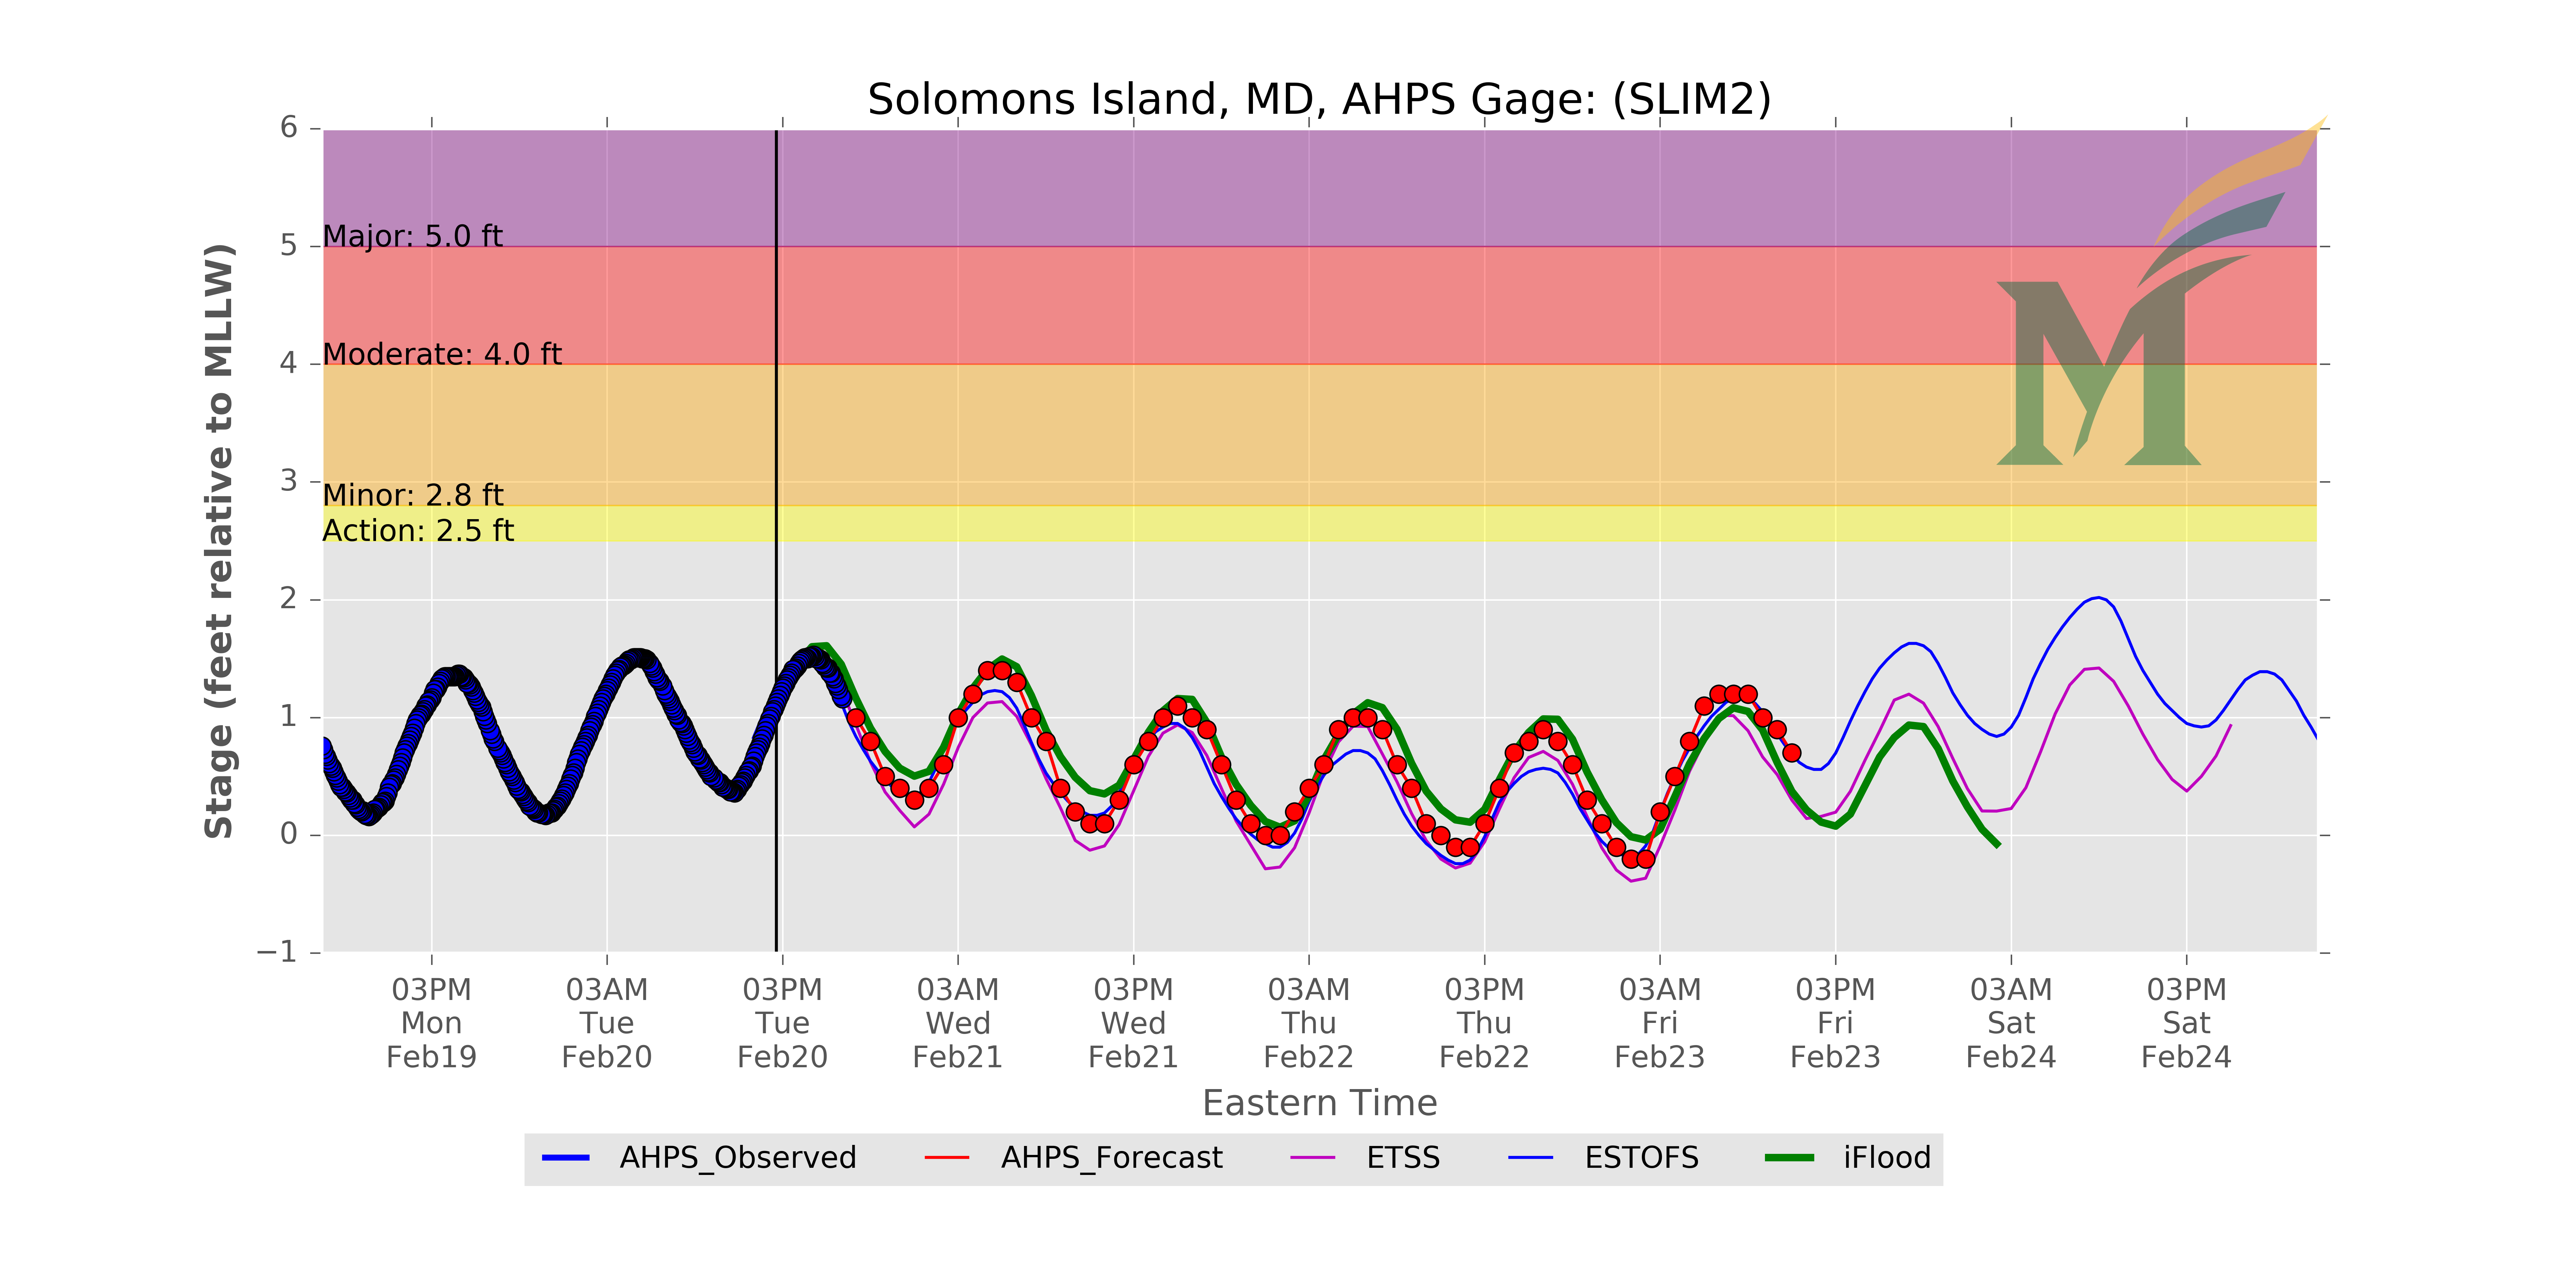 Solomons Island, MD, AHPS Gage: (SLIM2)
Stage (feet relative to MLLW)
6
5
4
3
2
1
0
−1
Major: 5.0 ft
Moderate: 4.0 ft
Minor: 2.8 ft
Action: 2.5 ft
M
03PM Mon Feb19
03AM Tue Feb20
03PM Tue Feb20
03AM Wed Feb21
03PM Wed Feb21
03AM Thu Feb22
03PM Thu Feb22
03AM Fri Feb23
03PM Fri Feb23
03AM Sat Feb24
03PM Sat Feb24
Eastern Time
AHPS_Observed AHPS_Forecast ETSS ESTOFS iFlood